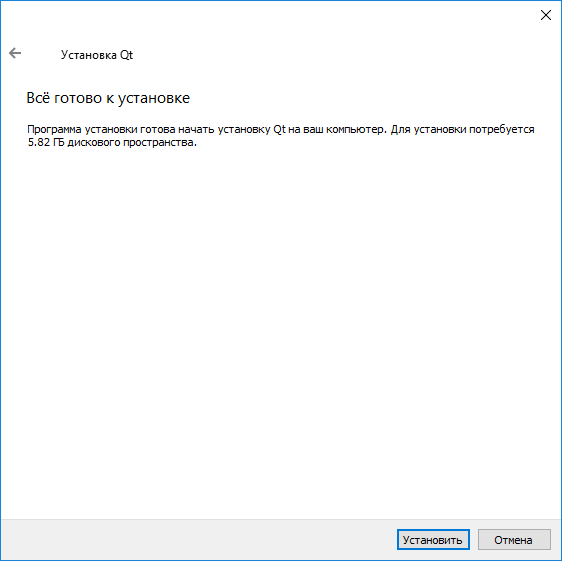 Установка Qt
Всё готово к установке
Программа установки готова начать установку Qt на ваш компьютер. Для установки потребуется
5.82 ГБ дискового пространства.
Установить
Отмена